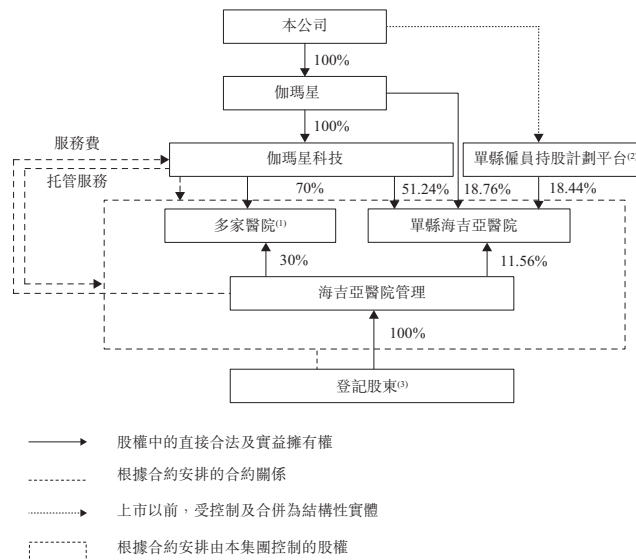 本公司
100%
伽瑪星
100%
服務費
伽瑪星科技
單縣僱員持股計劃平台(2)
托管服務
70%
51.24%
18.76%
18.44%
多家醫院(1)
單縣海吉亞醫院
30%
11.56%
海吉亞醫院管理
100%
登記股東(3)
股權中的直接合法及實益擁有權
根據合約安排的合約關係
上市以前，受控制及合併為結構性實體
根據合約安排由本集團控制的股權